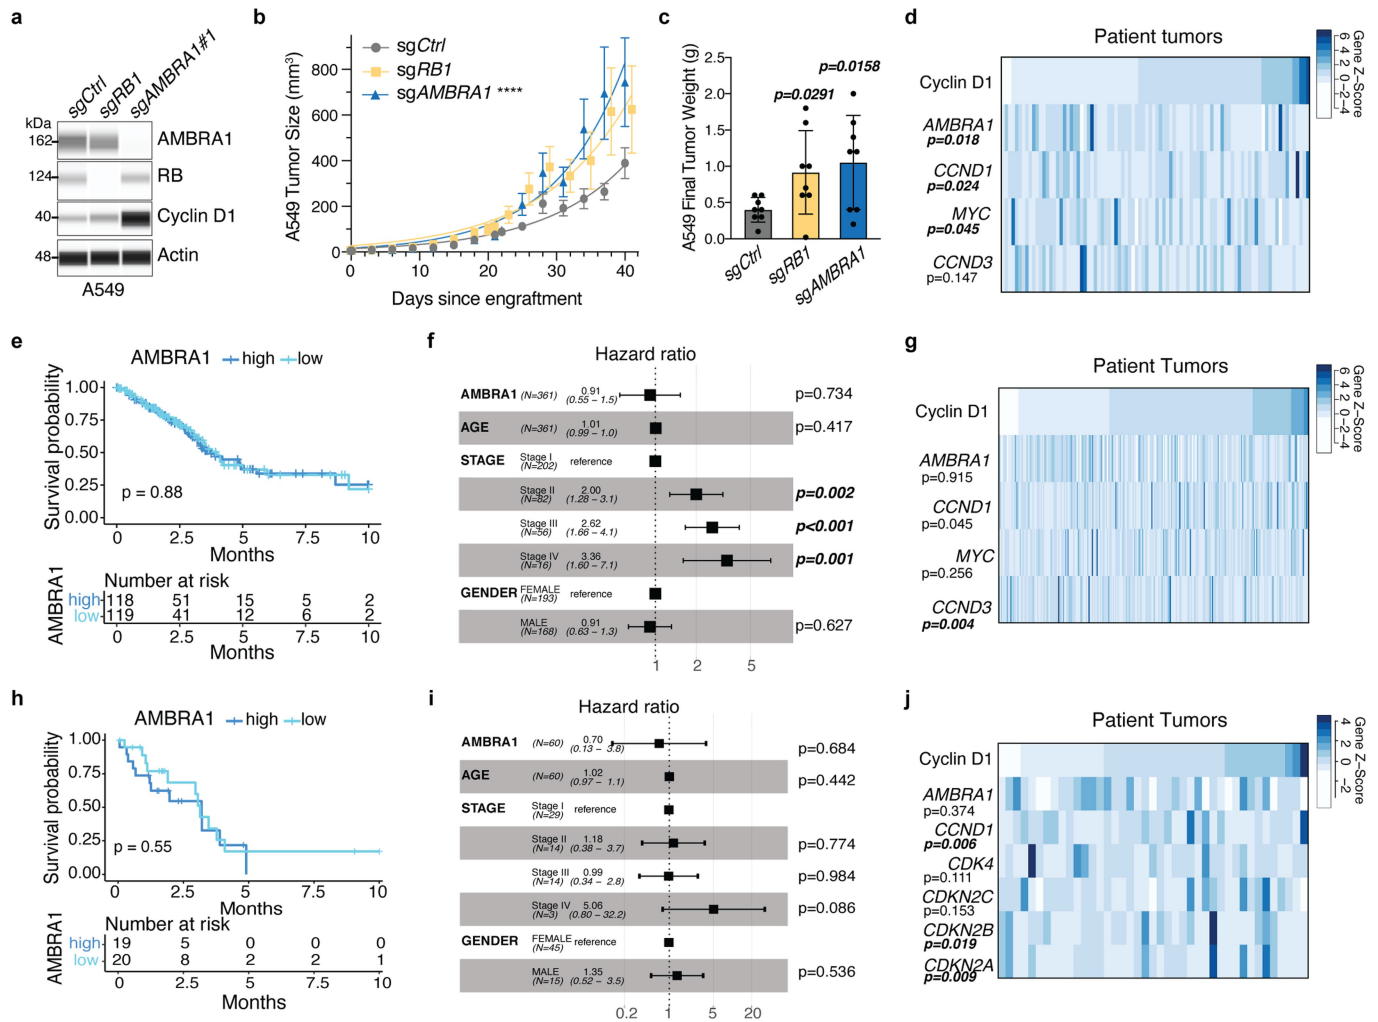 a
sgCtrl
sgRB1
sgAMBRA1#1
kDa
162
AMBRA1
124
RB
40
Cyclin D1
48
Actin
A549
b
sgCtrl
sgRB1
sgAMBRA1 ****
A549 Tumor Size (mm³)
800
600
400
200
0
0 10 20 30 40
Days since engraftment
c
A549 Final Tumor Weight (g)
2.5
2.0
1.5
1.0
0.5
0.0
p=0.0291
p=0.0158
sgCtrl
sgRB1
sgAMBRA1
d
Patient tumors
Cyclin D1
AMBRA1
p=0.018
CCND1
p=0.024
MYC
p=0.045
CCND3
p=0.147
6
4
2
0
−2
−4
Gene Z−Score
e
AMBRA1 high low
Survival probability
1.00
0.75
0.50
0.25
0.00
p = 0.88
0 2.5 5 7.5 10
Months
Number at risk
AMBRA1
high 118 51 15 5 2
low 119 41 12 6 2
0 2.5 5 7.5 10
Months
f
Hazard ratio
AMBRA1 (N=361) 0.91 p=0.734
(0.55 − 1.5)
AGE (N=361) 1.01 p=0.417
(0.99 − 1.0)
STAGE Stage I reference
(N=202)
Stage II 2.00 p=0.002
(N=82) (1.28 − 3.1)
Stage III 2.62 p<0.001
(N=56) (1.66 − 4.1)
Stage IV 3.36 p=0.001
(N=16) (1.60 − 7.1)
GENDER FEMALE reference
(N=193)
MALE 0.91 p=0.627
(N=168) (0.63 − 1.3)
1 2 5
g
Patient Tumors
Cyclin D1
AMBRA1
p=0.915
CCND1
p=0.045
MYC
p=0.256
CCND3
p=0.004
6
4
2
0
−2
−4
Gene Z−Score
h
AMBRA1 high low
Survival probability
1.00
0.75
0.50
0.25
0.00
p = 0.55
0 2.5 5 7.5 10
Months
Number at risk
AMBRA1
high 19 5 0 0 0
low 20 8 2 2 1
0 2.5 5 7.5 10
Months
i
Hazard ratio
AMBRA1 (N=60) 0.70 p=0.684
(0.13 − 3.8)
AGE (N=60) 1.02 p=0.442
(0.97 − 1.1)
STAGE Stage I reference
(N=29)
Stage II 1.18 p=0.774
(N=14) (0.38 − 3.7)
Stage III 0.99 p=0.984
(N=14) (0.34 − 2.8)
Stage IV 5.06 p=0.086
(N=3) (0.80 − 32.2)
GENDER FEMALE reference
(N=45)
MALE 1.35 p=0.536
(N=15) (0.52 − 3.5)
0.2 1 5 20
j
Patient Tumors
Cyclin D1
AMBRA1
p=0.374
CCND1
p=0.006
CDK4
p=0.111
CDKN2C
p=0.153
CDKN2B
p=0.019
CDKN2A
p=0.009
4
2
0
−2
Gene Z−Score